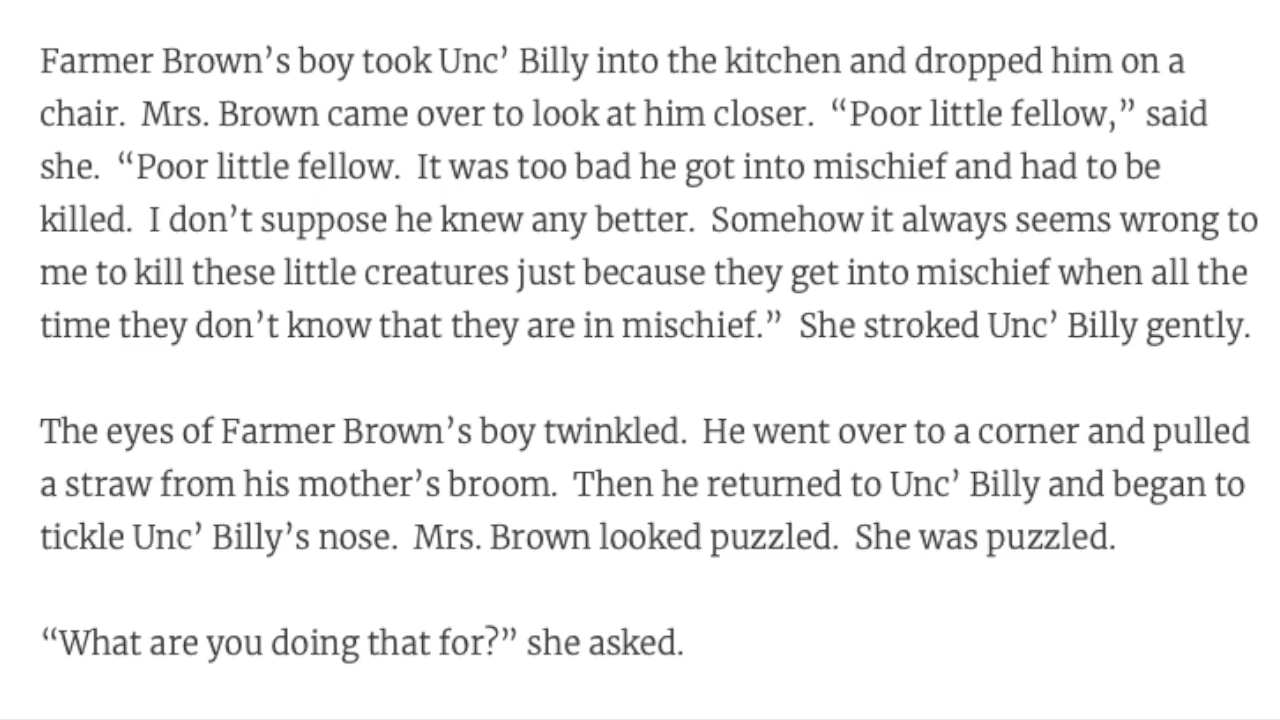 Farmer Brown’s boy took Unc’ Billy into the kitchen and dropped him on a
chair.  Mrs. Brown came over to look at him closer.  “Poor little fellow,” said
she.  “Poor little fellow.  It was too bad he got into mischief and had to be
killed.  I don’t suppose he knew any better.  Somehow it always seems wrong to
me to kill these little creatures just because they get into mischief when all the
time they don’t know that they are in mischief.”  She stroked Unc’ Billy gently.
The eyes of Farmer Brown’s boy twinkled.  He went over to a corner and pulled
a straw from his mother’s broom.  Then he returned to Unc’ Billy and began to
tickle Unc’ Billy’s nose.  Mrs. Brown looked puzzled.  She was puzzled.
“What are you doing that for?” she asked.